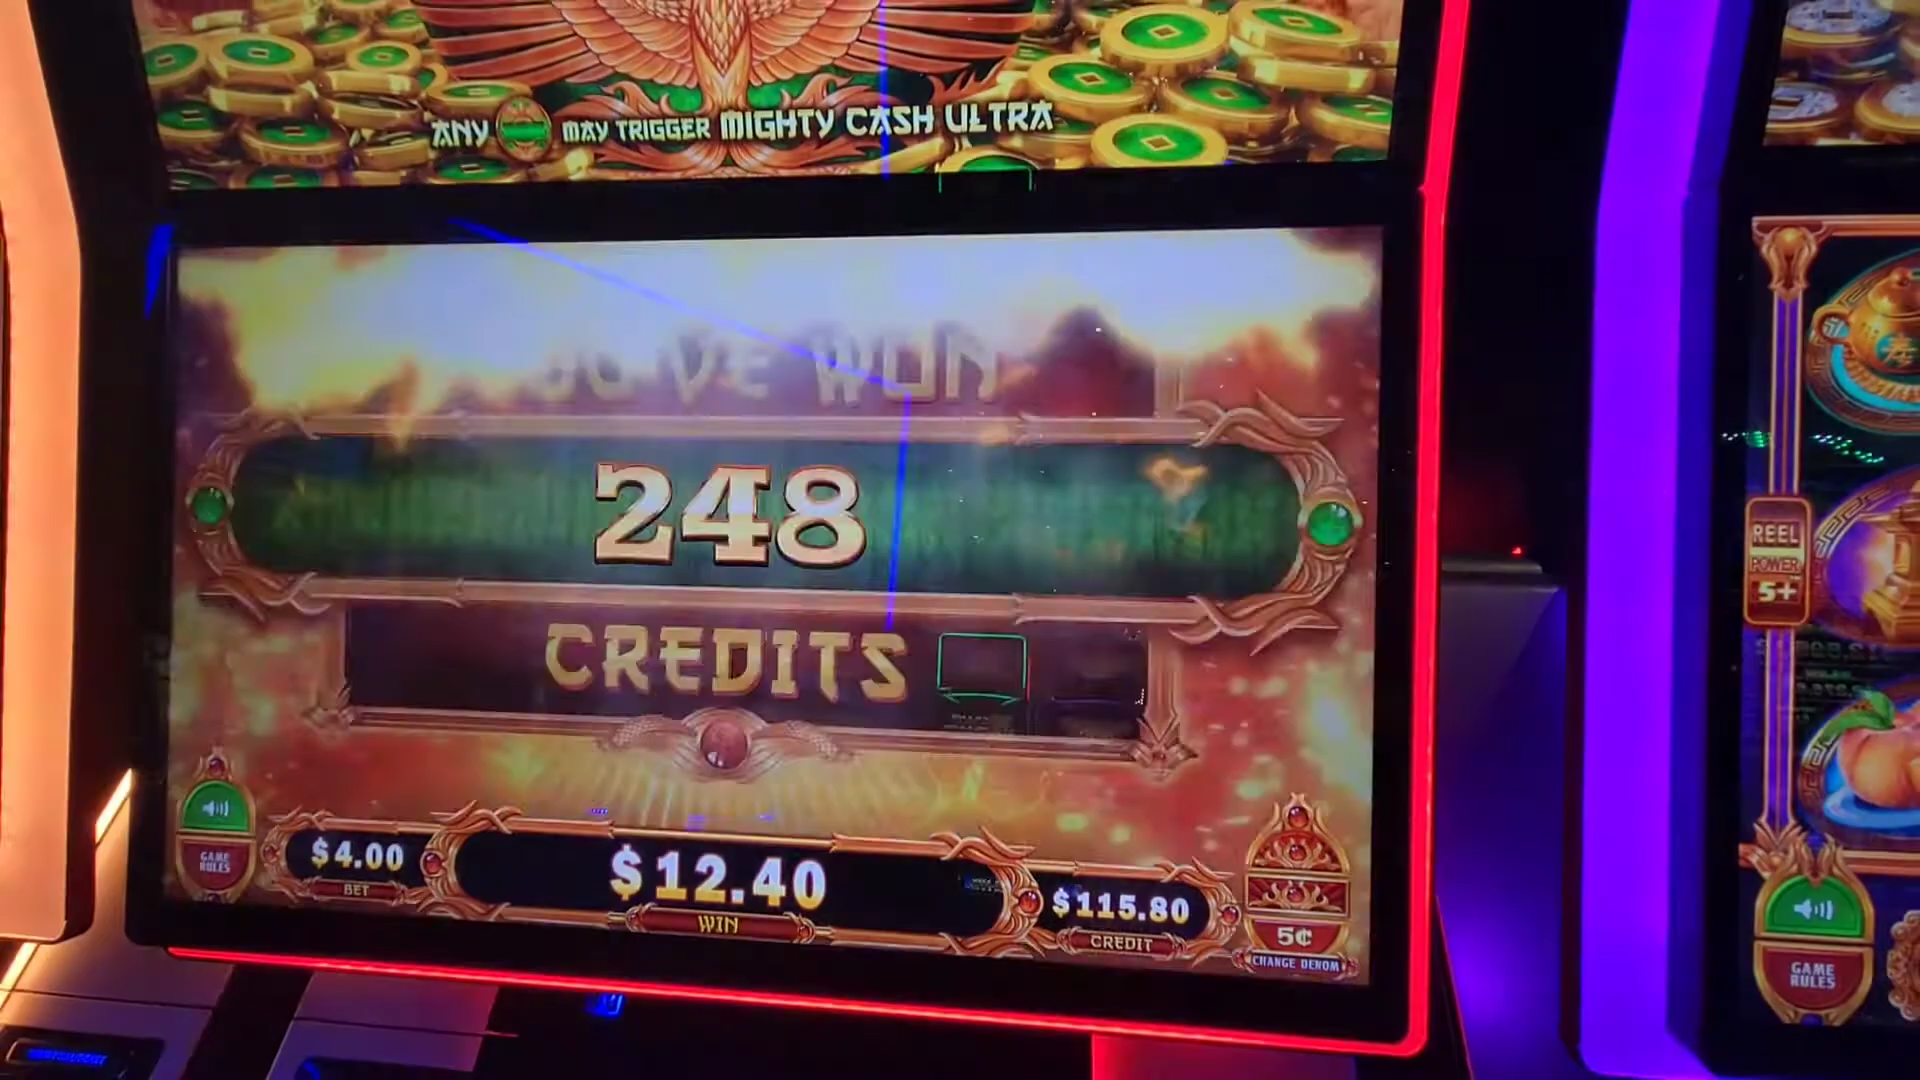 ANY MAY TRIGGER MIGHTY CASH ULTRA
WON
248
CREDITS
GAME
RULES
$4.00
BET
$12.40
WIN
$115.80
CREDIT
5¢
CHANGE DENOM
REEL
POWER
5+
GAME
RULES